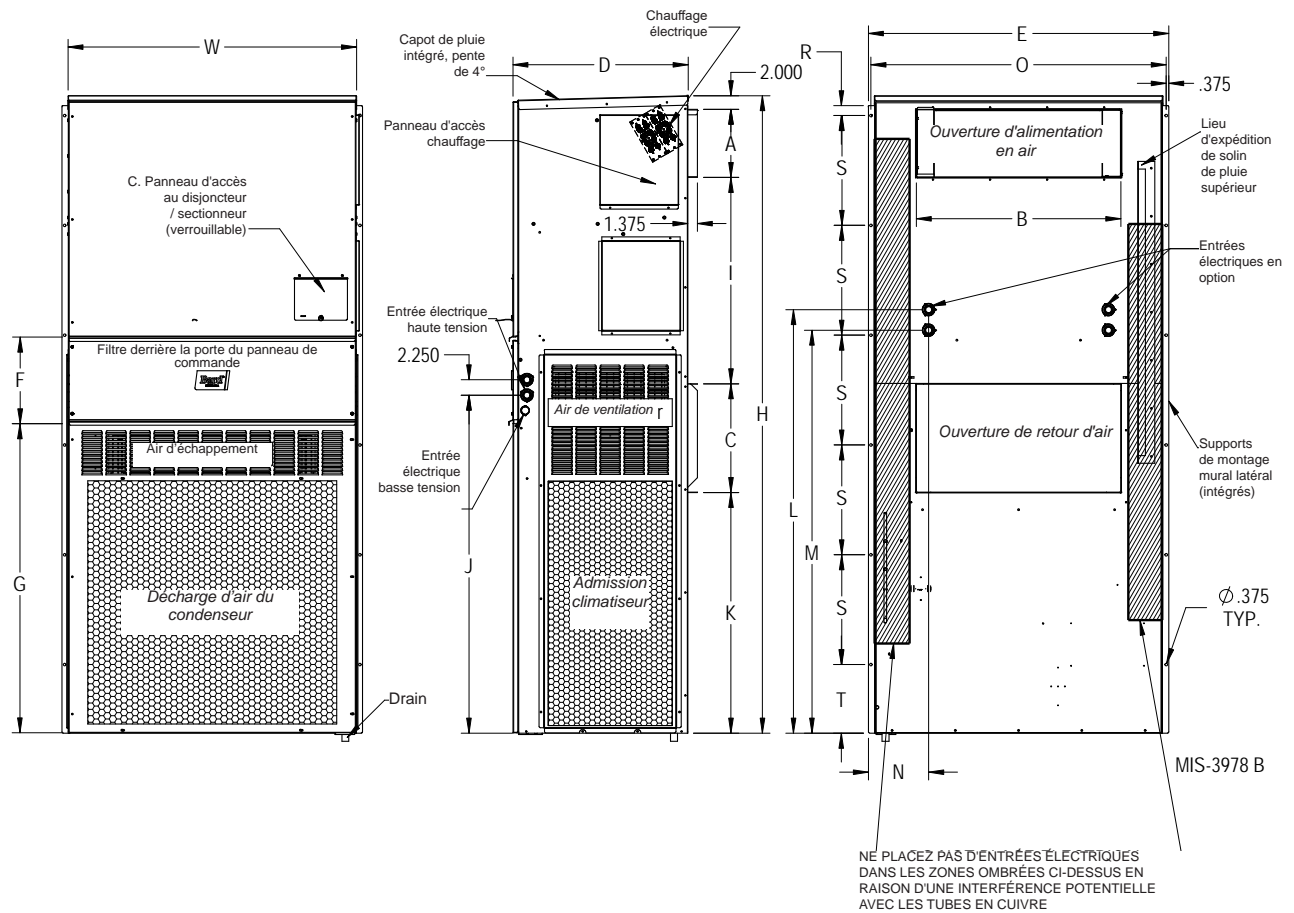 W
Capot de pluie
intégré, pente
de 4°
D
Chauffage
électrique
2.000
A
Panneau d'accès
chauffage
C. Panneau d'accès
au disjoncteur
/ sectionneur
(verrouillable)
1.375
I
Entrée électrique
haute tension
2.250
Filtre derrière la porte du panneau de
commande
Bard
F
Air d'échappement
Air de ventilation r
C
H
Entrée
électrique
basse tension
J
G
Décharge d'air du
condenseur
Admission
climatiseur
K
Drain
E
R
O
.375
Ouverture d'alimentation
en air
Lieu
d'expédition
de solin
de pluie
supérieur
S
B
S
Entrées
électriques en
option
S
Ouverture de retour d'air
Supports
de montage
mural latéral
(intégrés)
S
L
M
S
Ø.375
TYP.
T
N
MIS-3978 B
NE PLACEZ PAS D'ENTRÉES ÉLECTRIQUES
DANS LES ZONES OMBRÉES CI-DESSUS EN
RAISON D'UNE INTERFÉRENCE POTENTIELLE
AVEC LES TUBES EN CUIVRE